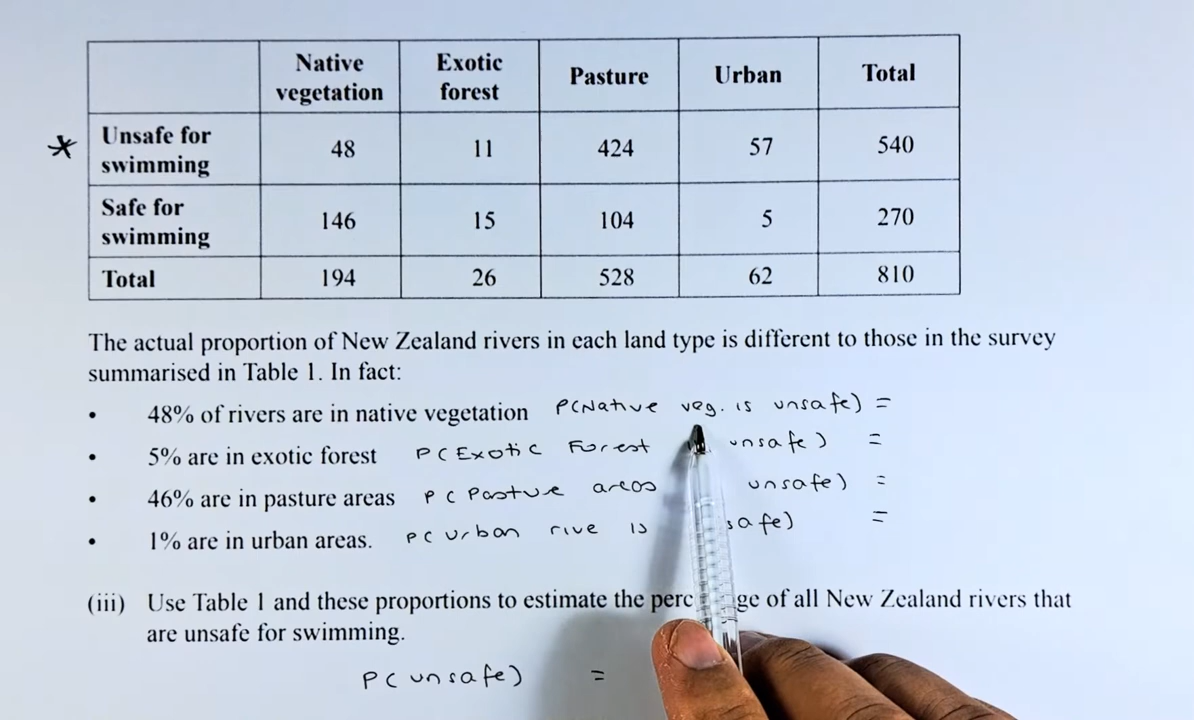 Native vegetation Exotic forest Pasture Urban Total
Unsafe for swimming 48 11 424 57 540
Safe for swimming 146 15 104 5 270
Total 194 26 528 62 810
The actual proportion of New Zealand rivers in each land type is different to those in the survey
summarised in Table 1. In fact:
• 48% of rivers are in native vegetation P(Native veg. is unsafe) =
• 5% are in exotic forest P(Exotic Forest unsafe) =
• 46% are in pasture areas P(Pasture areas unsafe) =
• 1% are in urban areas. P(Urban rive is safe) =
(iii) Use Table 1 and these proportions to estimate the perc ge of all New Zealand rivers that
are unsafe for swimming.
P(unsafe) =